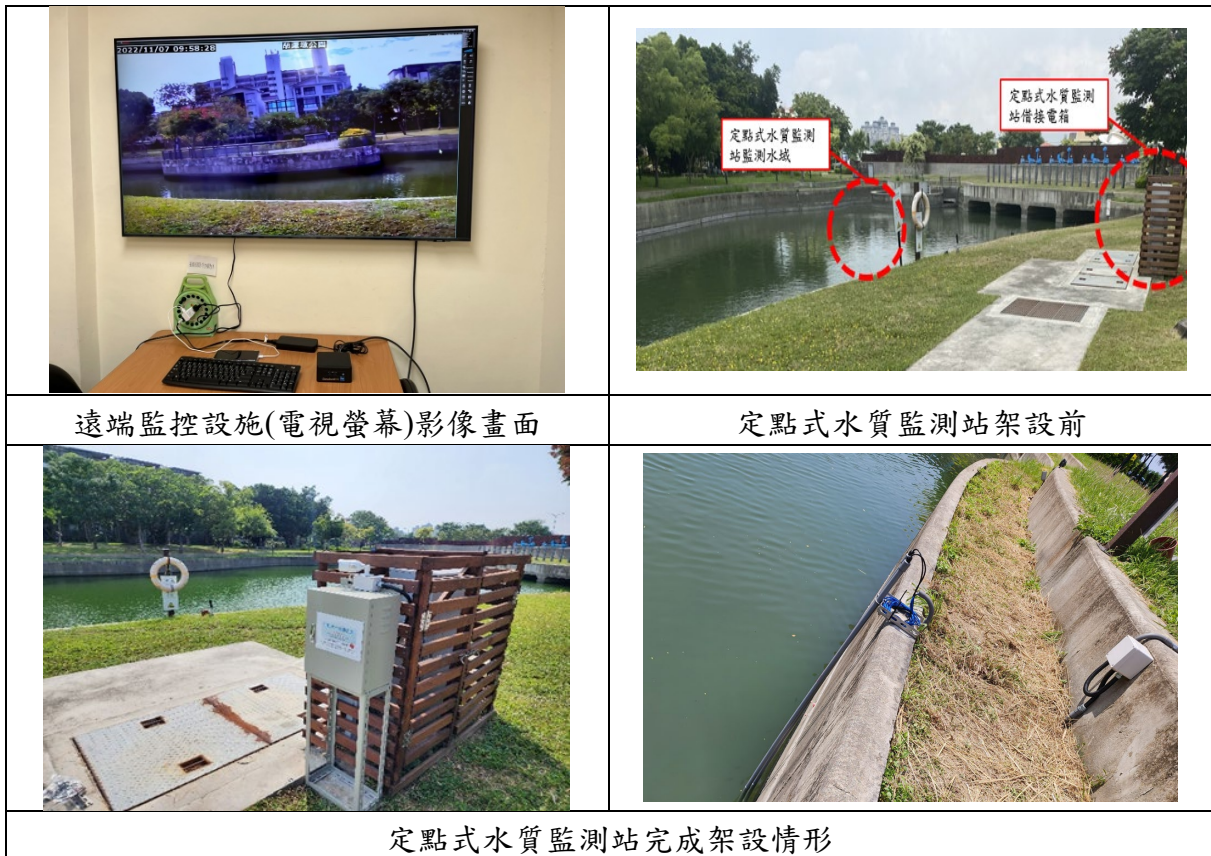 2022/11/07 09:58:28
定點式水質監測
站監測水域
定點式水質監測
站借接電箱
遠端監控設施(電視螢幕)影像畫面
定點式水質監測站架設前
定點式水質監測站完成架設情形